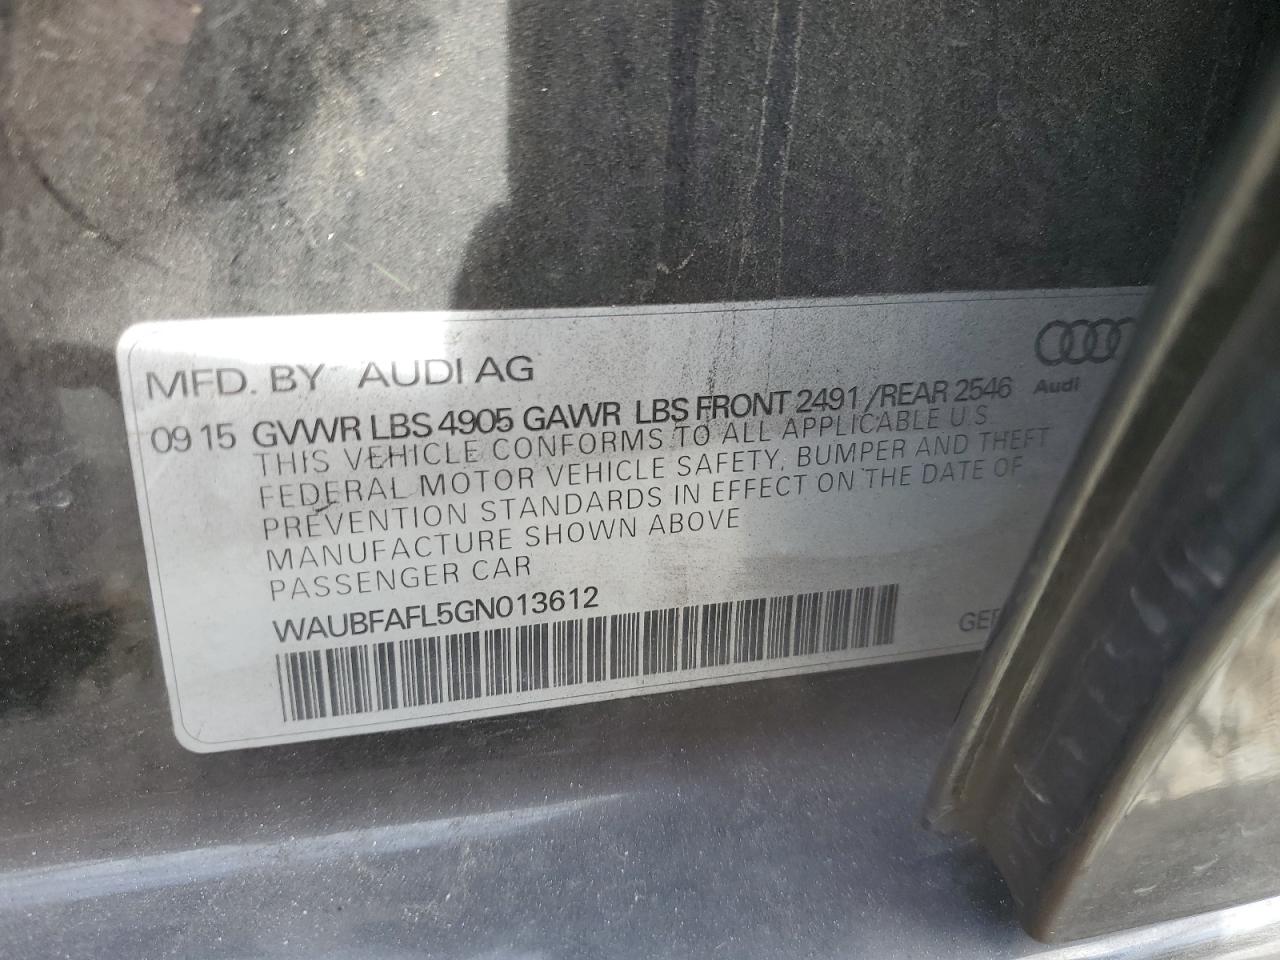 MFD. BY AUDI AG
Audi
09 15 GVWR LBS 4905 GAWR LBS FRONT 2491 /REAR 2546
THIS VEHICLE CONFORMS TO ALL APPLICABLE U.S
FEDERAL MOTOR VEHICLE SAFETY, BUMPER AND THEFT
PREVENTION STANDARDS IN EFFECT ON THE DATE OF
MANUFACTURE SHOWN ABOVE
PASSENGER CAR
WAUBFAFL5GN013612